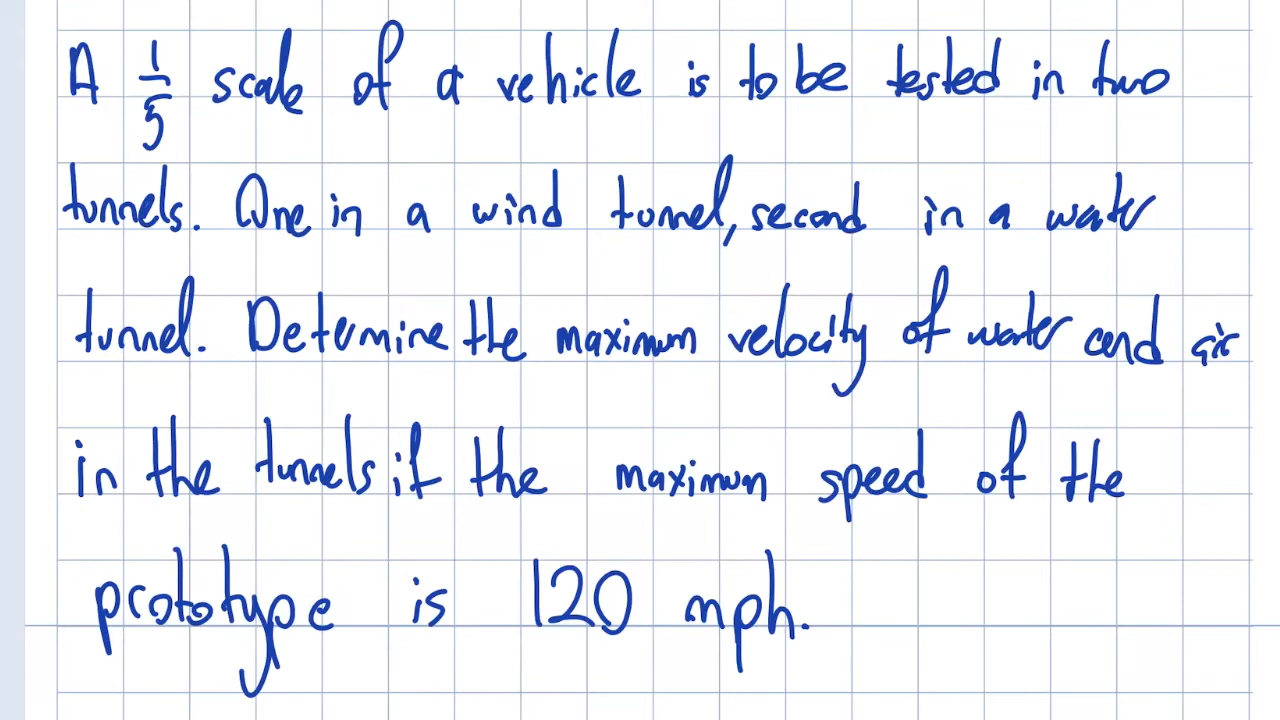 A 1/5 scale of a vehicle is to be tested in two
tunnels. One in a wind tunnel, second in a water
tunnel. Determine the maximum velocity of water and air
in the tunnels if the maximum speed of the
prototype is 120 mph.